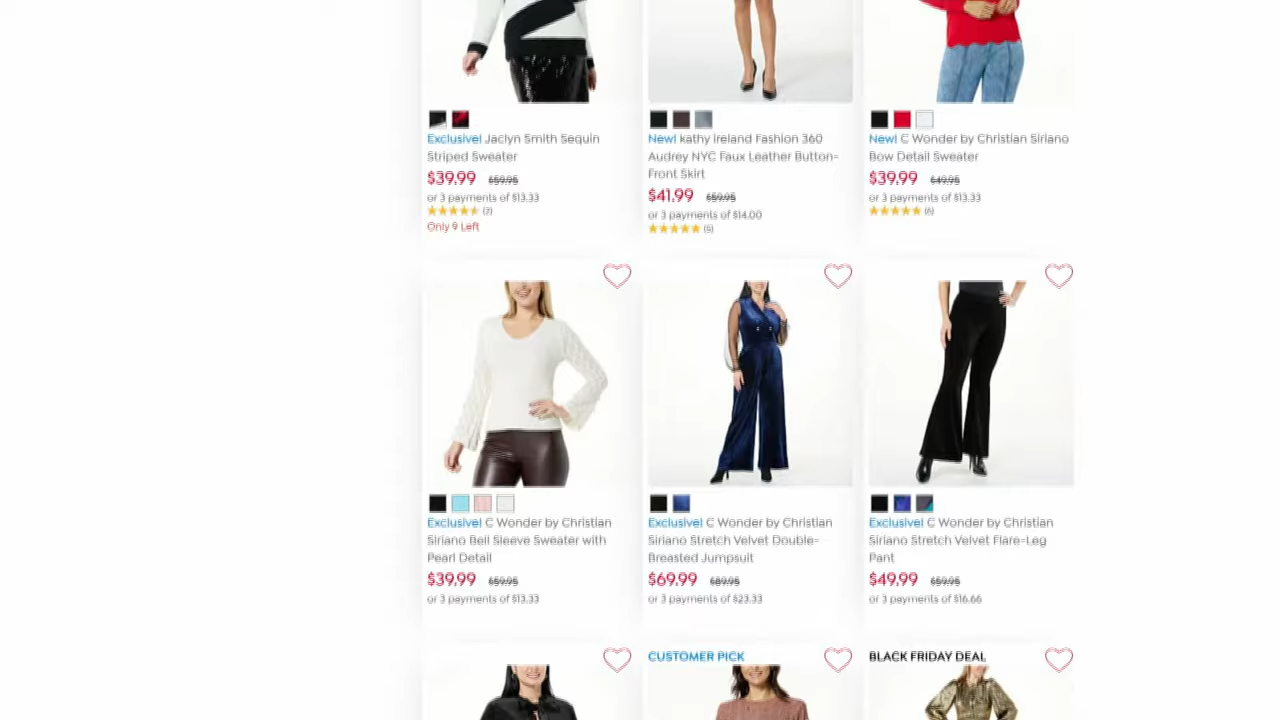 Exclusive! Jaclyn Smith Sequin
Striped Sweater
$39.99 $59.95
or 3 payments of $13.33
(7)
Only 9 Left
New! kathy Ireland Fashion 360
Audrey NYC Faux Leather Button-
Front Skirt
$41.99 $59.95
or 3 payments of $14.00
(5)
New! C Wonder by Christian Siriano
Bow Detail Sweater
$39.99 $49.95
or 3 payments of $13.33
(6)
Exclusive! C Wonder by Christian
Siriano Bell Sleeve Sweater with
Pearl Detail
$39.99 $59.95
or 3 payments of $13.33
Exclusive! C Wonder by Christian
Siriano Stretch Velvet Double-
Breasted Jumpsuit
$69.99 $89.95
or 3 payments of $23.33
Exclusive! C Wonder by Christian
Siriano Stretch Velvet Flare-Leg
Pant
$49.99 $59.95
or 3 payments of $16.66
CUSTOMER PICK
BLACK FRIDAY DEAL